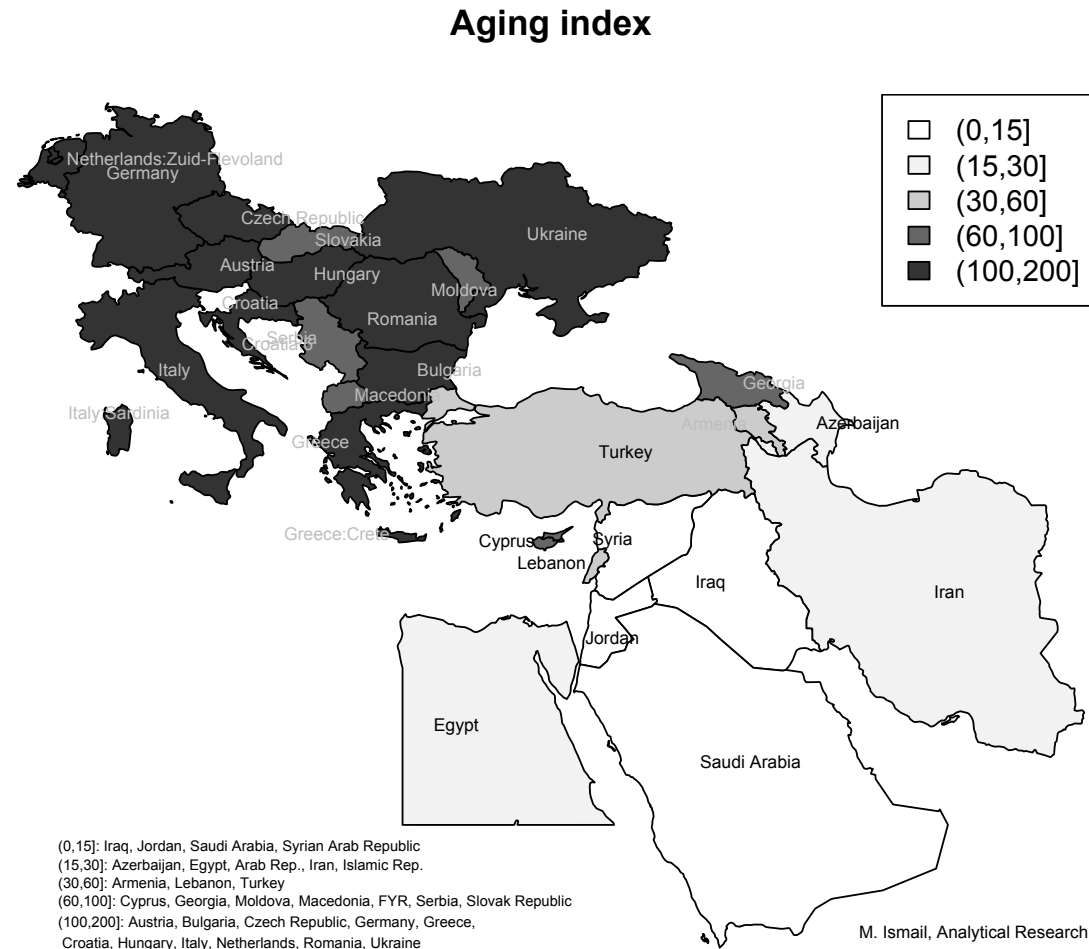 Aging index
(0,15]
(15,30]
(30,60]
(60,100]
(100,200]
Netherlands:Zuid-Flevoland
Germany
Czech Republic
Slovakia
Ukraine
Austria
Hungary
Moldova
Croatia
Romania
Serbia
Italy
Bulgaria
Georgia
Macedonia
Italy:Sardinia
Armenia
Azerbaijan
Greece
Turkey
Greece:Crete
Cyprus
Syria
Lebanon
Iraq
Iran
Jordan
Egypt
Saudi Arabia
(0,15]: Iraq, Jordan, Saudi Arabia, Syrian Arab Republic
(15,30]: Azerbaijan, Egypt, Arab Rep., Iran, Islamic Rep.
(30,60]: Armenia, Lebanon, Turkey
(60,100]: Cyprus, Georgia, Moldova, Macedonia, FYR, Serbia, Slovak Republic
(100,200]: Austria, Bulgaria, Czech Republic, Germany, Greece,
Croatia, Hungary, Italy, Netherlands, Romania, Ukraine
M. Ismail, Analytical Research